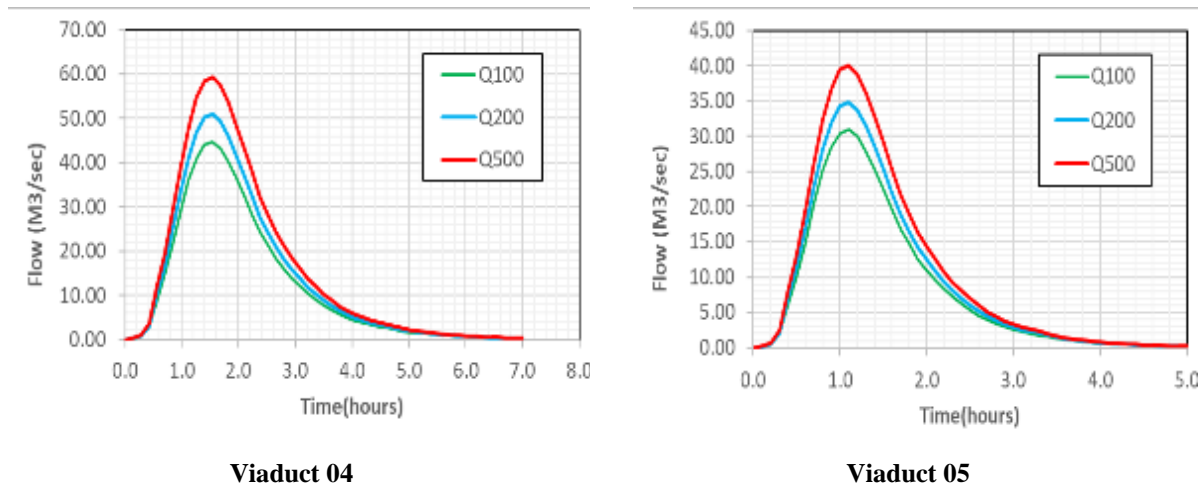 70.00
60.00
50.00
40.00
30.00
20.00
10.00
0.00
Flow (M3/sec)
0.0 1.0 2.0 3.0 4.0 5.0 6.0 7.0 8.0
Time(hours)
Q100
Q200
Q500
Viaduct 04
45.00
40.00
35.00
30.00
25.00
20.00
15.00
10.00
5.00
0.00
Flow (M3/sec)
0.0 1.0 2.0 3.0 4.0 5.0
Time(hours)
Q100
Q200
Q500
Viaduct 05